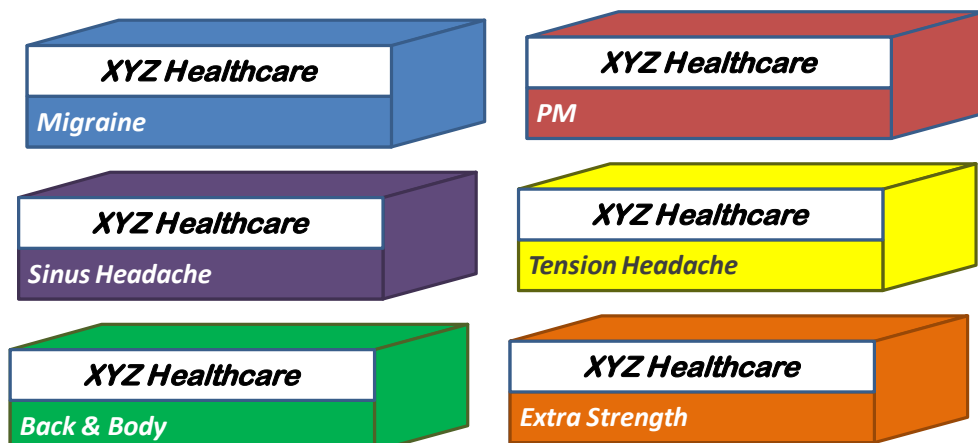 XYZ Healthcare
Migraine
XYZ Healthcare
PM
XYZ Healthcare
Sinus Headache
XYZ Healthcare
Tension Headache
XYZ Healthcare
Back & Body
XYZ Healthcare
Extra Strength